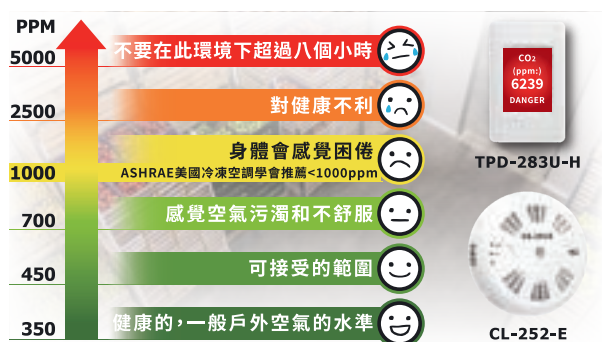 PPM
5000
不要在此環境下超過八個小時
2500
對健康不利
身體會感覺困倦
1000
ASHRAE美國冷凍空調學會推薦<1000ppm
700
感覺空氣污濁和不舒服
450
可接受的範圍
350
健康的,一般戶外空氣的水準
CO2
(ppm:)
6239
DANGER
TPD-283U-H
CL-252-E